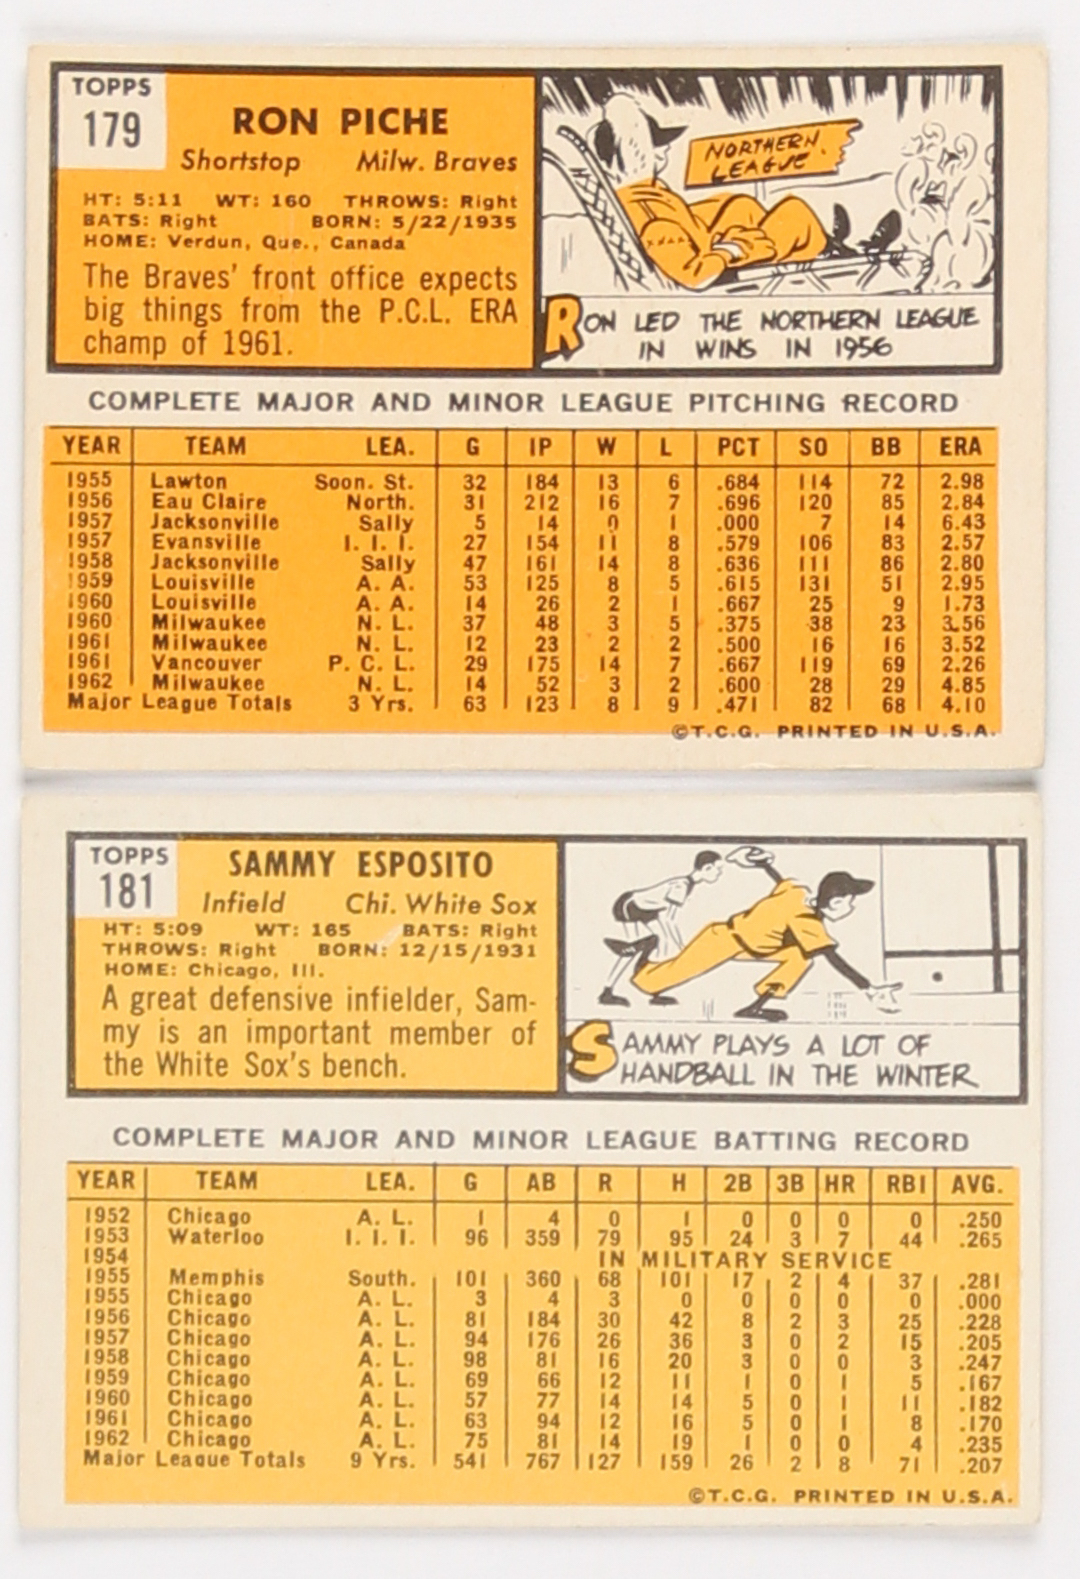 TOPPS
179
RON PICHE
Shortstop Milw. Braves
HT: 5:11 WT: 160 THROWS: Right
BATS: Right BORN: 5/22/1935
HOME: Verdun, Que., Canada
The Braves' front office expects
big things from the P.C.L. ERA
champ of 1961.
NORTHERN.
LEAGUE
RON LED THE NORTHERN LEAGUE
IN WINS IN 1956
COMPLETE MAJOR AND MINOR LEAGUE PITCHING RECORD
YEAR TEAM LEA. G IP W L PCT SO BB ERA
1955 Lawton Soon. St. 32 184 13 6 .684 114 72 2.98
1956 Eau Claire North. 31 212 16 7 .696 120 85 2.84
1957 Jacksonville Sally 5 14 0 1 .000 7 14 6.43
1957 Evansville I. I. I. 27 154 11 8 .579 106 83 2.57
1958 Jacksonville Sally 47 161 14 8 .636 111 86 2.80
1959 Louisville A. A. 53 125 8 5 .615 131 51 2.95
1960 Louisville A. A. 14 26 2 1 .667 25 9 1.73
1960 Milwaukee N. L. 37 48 3 5 .375 38 23 3.56
1961 Milwaukee N. L. 12 23 2 2 .500 16 16 3.52
1961 Vancouver P. C. L. 29 175 14 7 .667 119 69 2.26
1962 Milwaukee N. L. 14 52 3 2 .600 28 29 4.85
Major League Totals 3 Yrs. 63 123 8 9 .471 82 68 4.10
©T.C.G. PRINTED IN U.S.A.
TOPPS
181
SAMMY ESPOSITO
Infield Chi. White Sox
HT: 5:09 WT: 165 BATS: Right
THROWS: Right BORN: 12/15/1931
HOME: Chicago, Ill.
A great defensive infielder, Sam-
my is an important member of
the White Sox's bench.
SAMMY PLAYS A LOT OF
HANDBALL IN THE WINTER
COMPLETE MAJOR AND MINOR LEAGUE BATTING RECORD
YEAR TEAM LEA. G AB R H 2B 3B HR RBI AVG.
1952 Chicago A. L. 1 4 0 1 0 0 0 0 .250
1953 Waterloo I. I. I. 96 359 79 95 24 3 7 44 .265
1954 IN MILITARY SERVICE
1955 Memphis South. 101 360 68 101 17 2 4 37 .281
1955 Chicago A. L. 3 4 3 0 0 0 0 0 .000
1956 Chicago A. L. 81 184 30 42 8 2 3 25 .228
1957 Chicago A. L. 94 176 26 36 3 0 2 15 .205
1958 Chicago A. L. 98 81 16 20 3 0 0 3 .247
1959 Chicago A. L. 69 66 12 11 1 0 1 5 .167
1960 Chicago A. L. 57 77 14 14 5 0 1 11 .182
1961 Chicago A. L. 63 94 12 16 5 0 1 8 .170
1962 Chicago A. L. 75 81 14 19 1 0 0 4 .235
Major League Totals 9 Yrs. 541 767 127 159 26 2 8 71 .207
©T.C.G. PRINTED IN U.S.A.